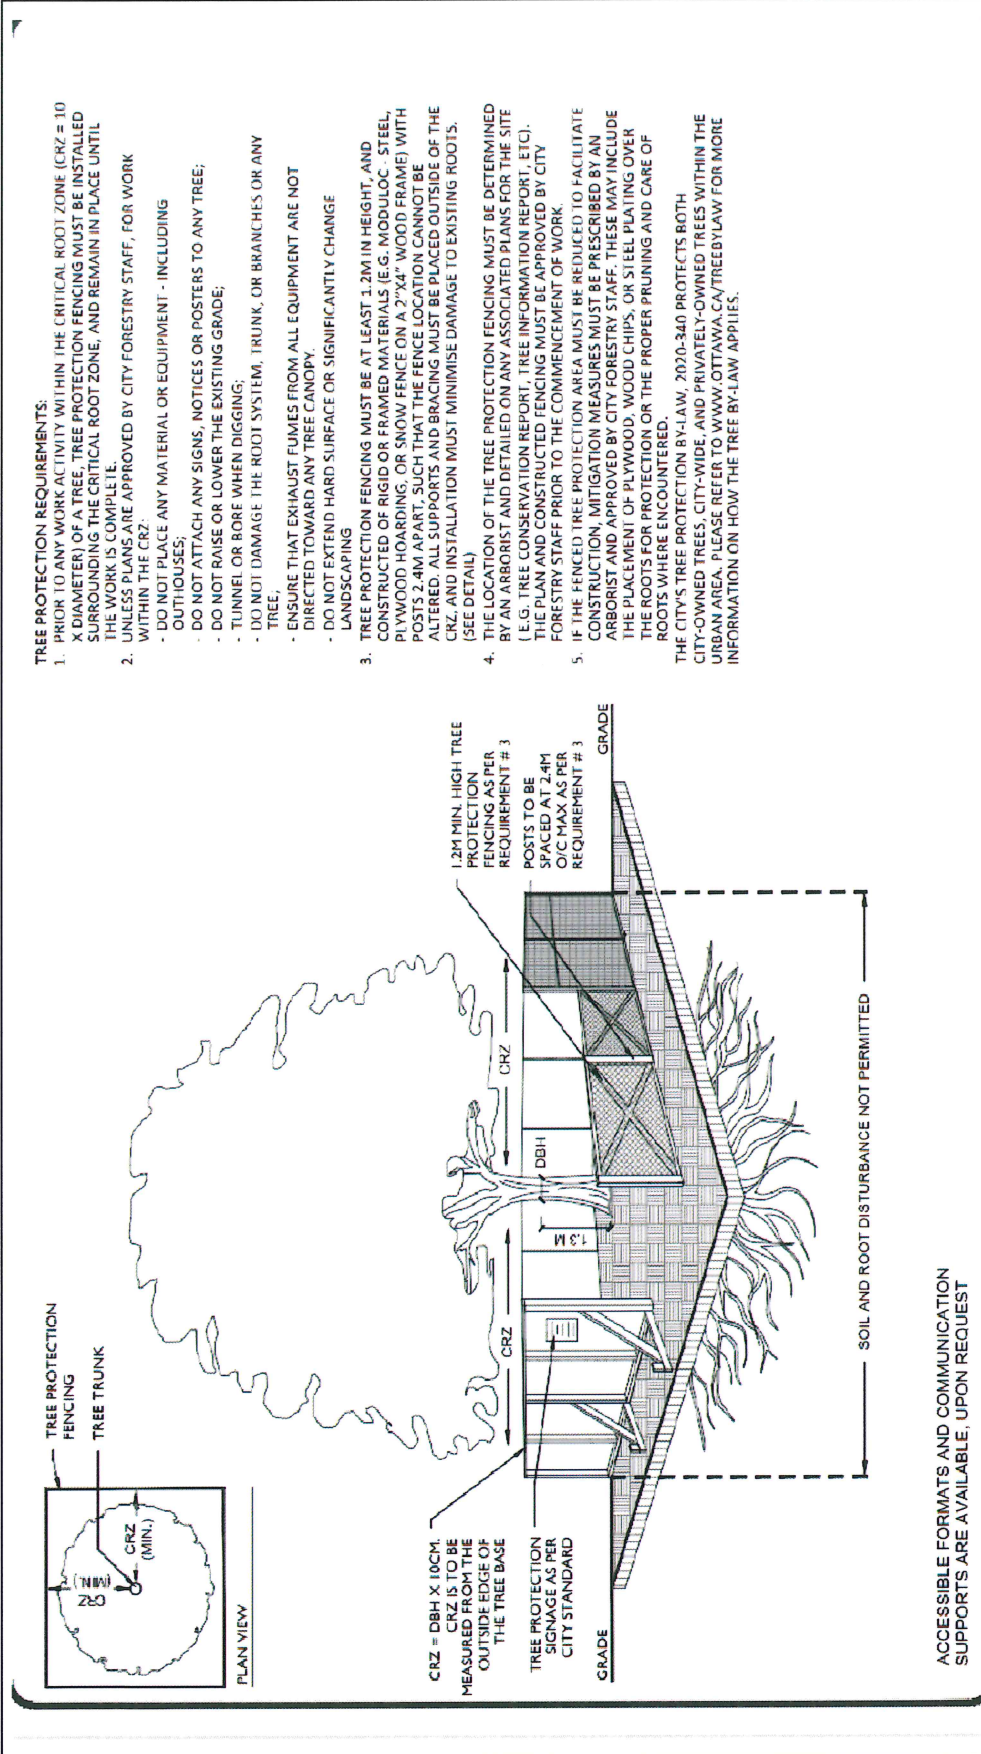 TREE PROTECTION REQUIREMENTS:
1. PRIOR TO ANY WORK ACTIVITY WITHIN THE CRITICAL ROOT ZONE (CRZ = 10
X DIAMETER) OF A TREE, TREE PROTECTION FENCING MUST BE INSTALLED
SURROUNDING THE CRITICAL ROOT ZONE, AND REMAIN IN PLACE UNTIL
THE WORK IS COMPLETE.
2. UNLESS PLANS ARE APPROVED BY CITY FORESTRY STAFF, FOR WORK
WITHIN THE CRZ:
- DO NOT PLACE ANY MATERIAL OR EQUIPMENT - INCLUDING
OUTHOUSES;
- DO NOT ATTACH ANY SIGNS, NOTICES OR POSTERS TO ANY TREE;
- DO NOT RAISE OR LOWER THE EXISTING GRADE;
- TUNNEL OR BORE WHEN DIGGING;
- DO NOT DAMAGE THE ROOT SYSTEM, TRUNK, OR BRANCHES OR ANY
TREE,
- ENSURE THAT EXHAUST FUMES FROM ALL EQUIPMENT ARE NOT
DIRECTED TOWARD ANY TREE CANOPY.
- DO NOT EXTEND HARD SURFACE OR SIGNIFICANTLY CHANGE
LANDSCAPING
3. TREE PROTECTION FENCING MUST BE AT LEAST 1.2M IN HEIGHT, AND
CONSTRUCTED OF RIGID OR FRAMED MATERIALS (E.G. MODULOC - STEEL,
PLYWOOD HOARDING, OR SNOW FENCE ON A 2"X4" WOOD FRAME) WITH
POSTS 2.4M APART, SUCH THAT THE FENCE LOCATION CANNOT BE
ALTERED. ALL SUPPORTS AND BRACING MUST BE PLACED OUTSIDE OF THE
CRZ, AND INSTALLATION MUST MINIMISE DAMAGE TO EXISTING ROOTS.
(SEE DETAIL)
4. THE LOCATION OF THE TREE PROTECTION FENCING MUST BE DETERMINED
BY AN ARBORIST AND DETAILED ON ANY ASSOCIATED PLANS FOR THE SITE
( E.G. TREE CONSERVATION REPORT, TREE INFORMATION REPORT, ETC).
THE PLAN AND CONSTRUCTED FENCING MUST BE APPROVED BY CITY
FORESTRY STAFF PRIOR TO THE COMMENCEMENT OF WORK.
5. IF THE FENCED TREE PROTECTION AREA MUST BE REDUCED TO FACILITATE
CONSTRUCTION, MITIGATION MEASURES MUST BE PRESCRIBED BY AN
ARBORIST AND APPROVED BY CITY FORESTRY STAFF. THESE MAY INCLUDE
THE PLACEMENT OF PLYWOOD, WOOD CHIPS, OR STEEL PLATING OVER
THE ROOTS FOR PROTECTION OR THE PROPER PRUNING AND CARE OF
ROOTS WHERE ENCOUNTERED.
THE CITY'S TREE PROTECTION BY-LAW, 2020-340 PROTECTS BOTH
CITY-OWNED TREES, CITY-WIDE, AND PRIVATELY-OWNED TREES WITHIN THE
URBAN AREA. PLEASE REFER TO WWW.OTTAWA.CA/TREEBYLAW FOR MORE
INFORMATION ON HOW THE TREE BY-LAW APPLIES.
TREE PROTECTION
FENCING
TREE TRUNK
CRZ
(MIN.)
CRZ
(MIN.)
PLAN VIEW
CRZ = DBH X 10CM.
CRZ IS TO BE
MEASURED FROM THE
OUTSIDE EDGE OF
THE TREE BASE
TREE PROTECTION
SIGNAGE AS PER
CITY STANDARD
GRADE
CRZ
CRZ
DBH
1.3 M
1.2M MIN. HIGH TREE
PROTECTION
FENCING AS PER
REQUIREMENT # 3
POSTS TO BE
SPACED AT 2.4M
O/C MAX AS PER
REQUIREMENT # 3
GRADE
SOIL AND ROOT DISTURBANCE NOT PERMITTED
ACCESSIBLE FORMATS AND COMMUNICATION
SUPPORTS ARE AVAILABLE, UPON REQUEST